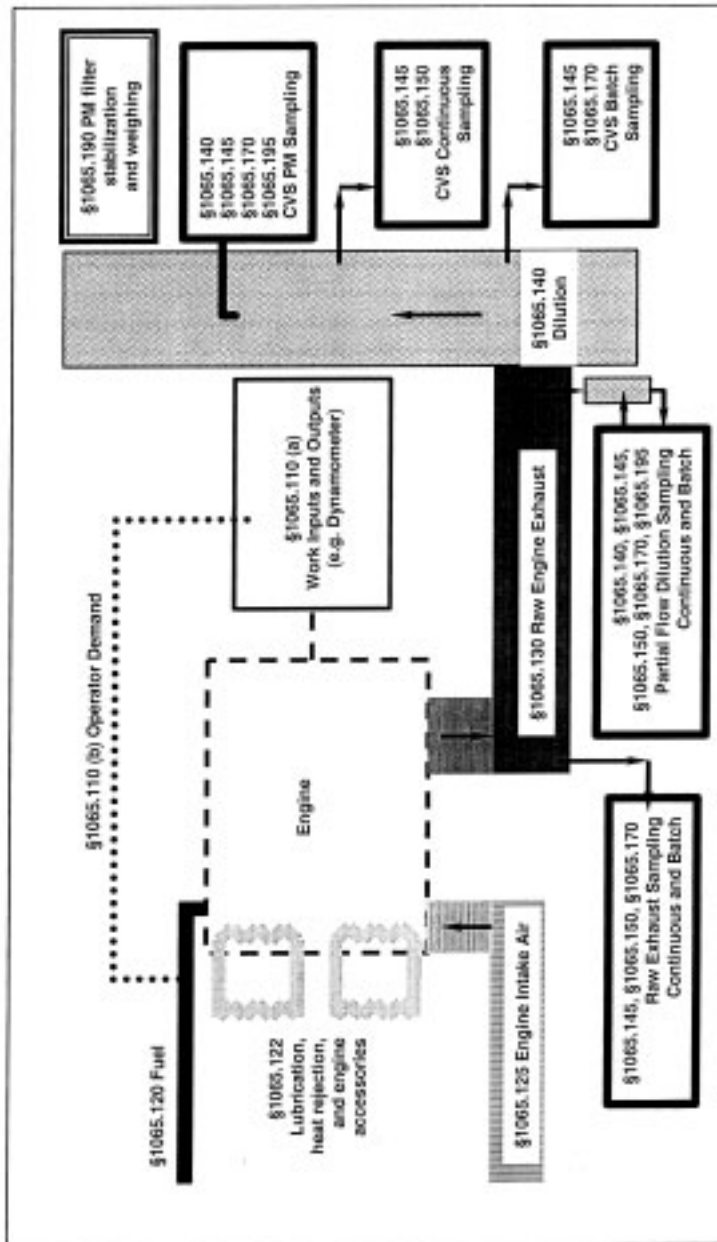 §1065.190 PM filter
stabilization
and weighing
§1065.140
§1065.145
§1065.170
§1065.195
CVS PM Sampling
§1065.145
§1065.150
CVS Continuous
Sampling
§1065.145
§1065.170
CVS Batch
Sampling
§1065.140
Dilution
§1065.110 (b) Operator Demand
§1065.110 (a)
Work Inputs and Outputs
(e.g. Dynamometer)
§1065.120 Fuel
Engine
§1065.122
Lubrication,
heat rejection,
and engine
accessories
§1065.125 Engine Intake Air
§1065.130 Raw Engine Exhaust
§1065.145, §1065.150, §1065.170
Raw Exhaust Sampling
Continuous and Batch
§1065.140, §1065.145,
§1065.150, §1065.170, §1065.195
Partial Flow Dilution Sampling
Continuous and Batch